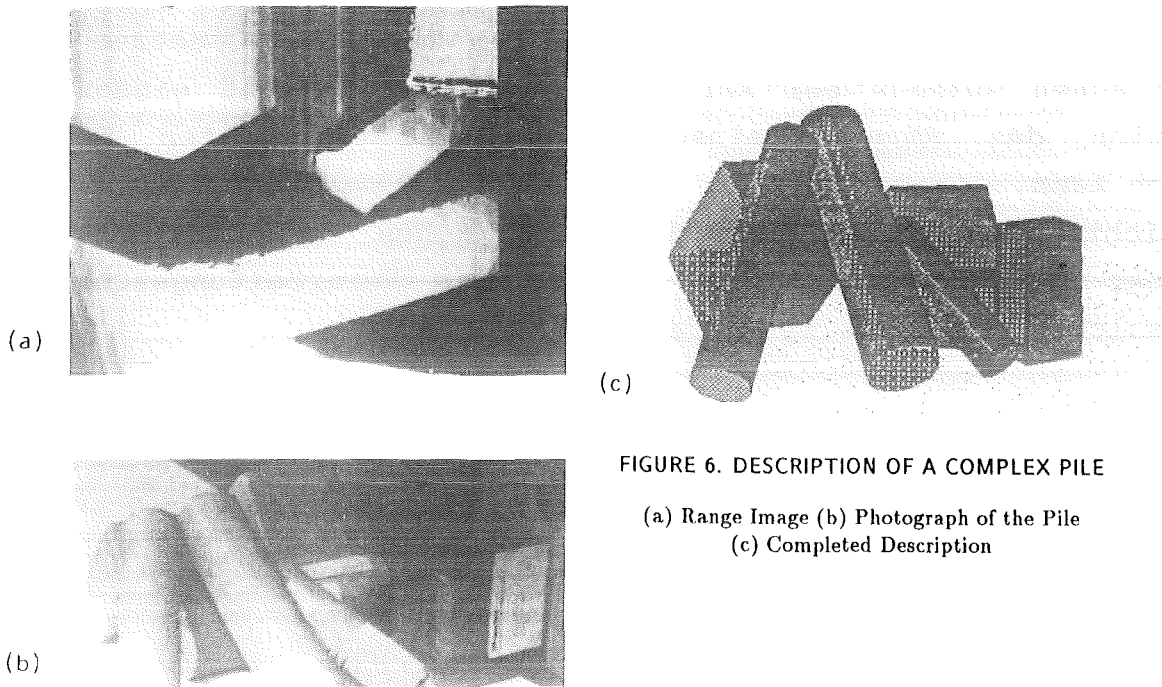 (a)
(c)
FIGURE 6. DESCRIPTION OF A COMPLEX PILE
(a) Range Image (b) Photograph of the Pile
(c) Completed Description
(b)